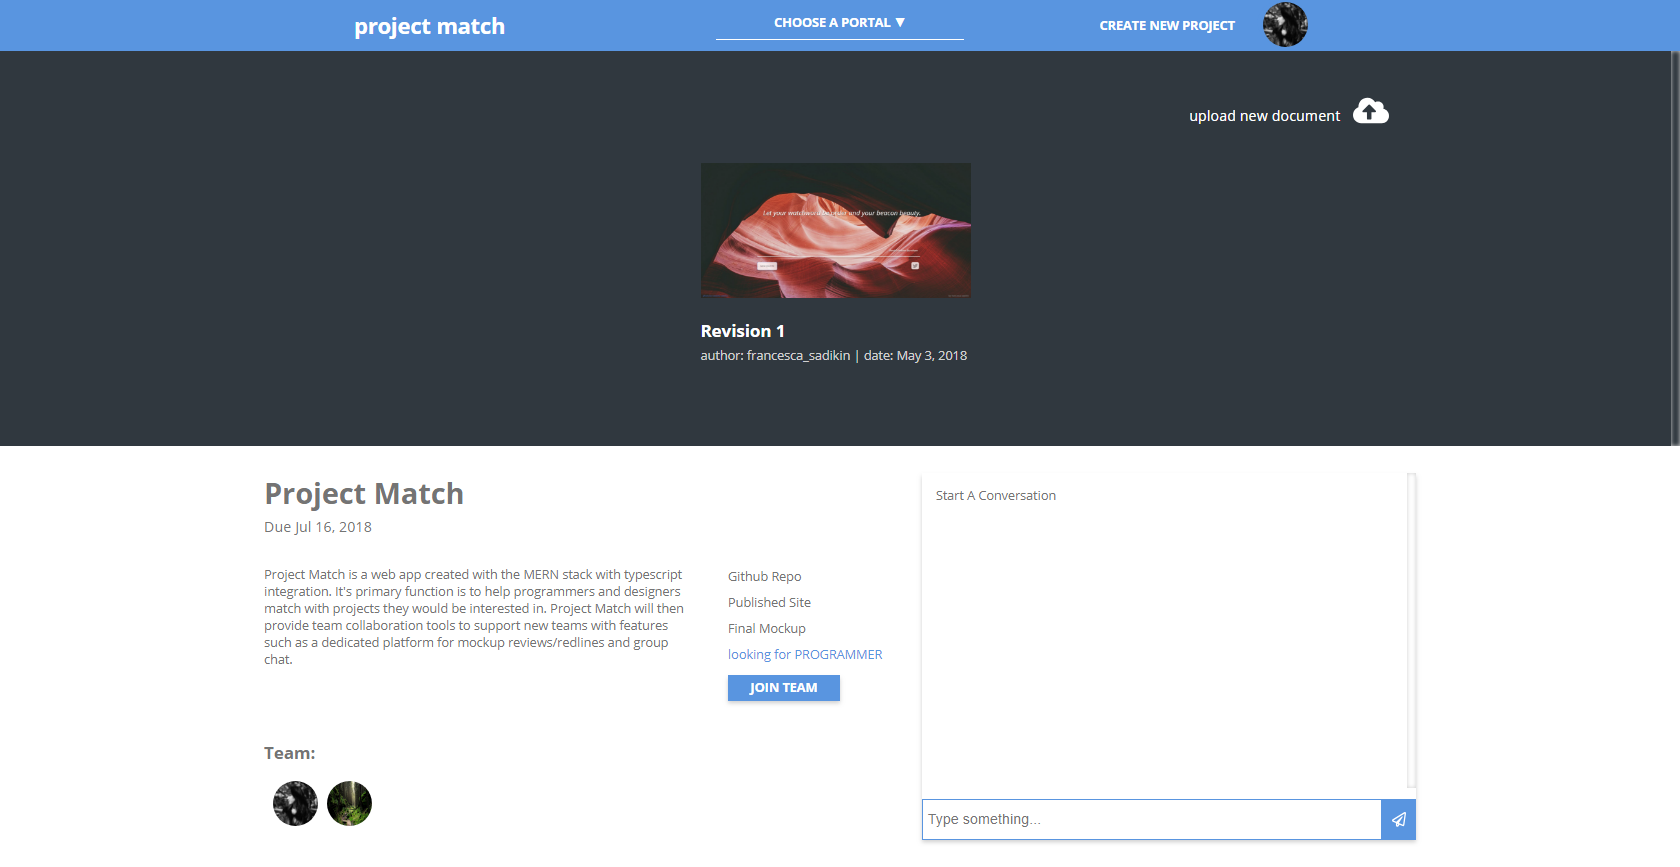 project match
CHOOSE A PORTAL ▼
CREATE NEW PROJECT
upload new document
Let your watchword be order and your beacon beauty.
Revision 1
author: francesca_sadikin | date: May 3, 2018
Project Match
Due Jul 16, 2018
Project Match is a web app created with the MERN stack with typescript
integration. It's primary function is to help programmers and designers
match with projects they would be interested in. Project Match will then
provide team collaboration tools to support new teams with features
such as a dedicated platform for mockup reviews/redlines and group
chat.
Github Repo
Published Site
Final Mockup
looking for PROGRAMMER
JOIN TEAM
Team:
Start A Conversation
Type something...